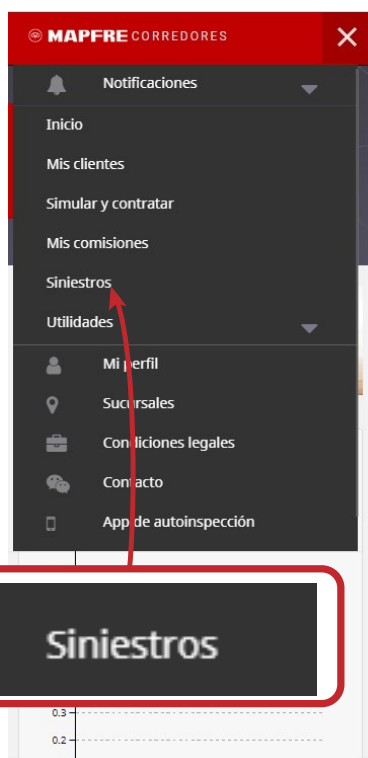 MAPFRE CORREDORES
Notificaciones
Inicio
Mis clientes
Simular y contratar
Mis comisiones
Siniestros
Utilidades
Mi perfil
Sucursales
Condiciones legales
Contacto
App de autoinspección
Siniestros
0.3
0.2